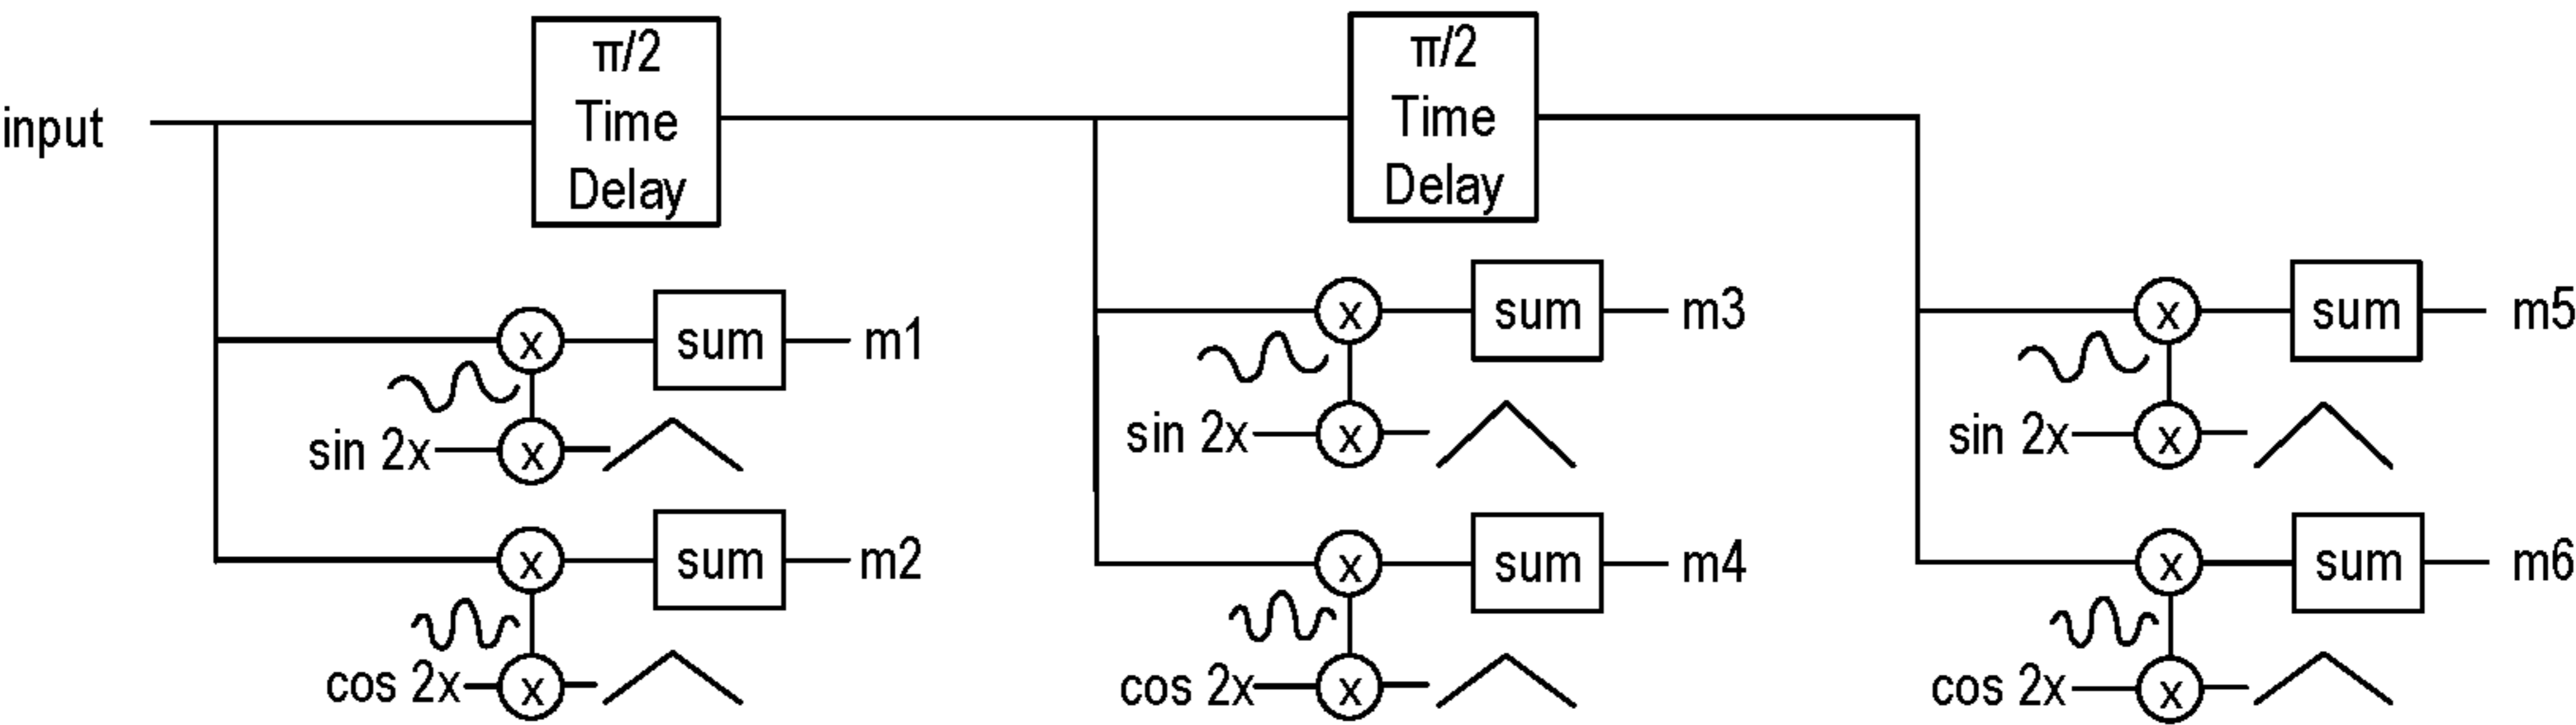 π/2
Time
Delay
π/2
Time
Delay
input
x
sum
m1
x
sum
m3
x
sum
m5
sin 2x
x
sin 2x
x
sin 2x
x
x
sum
m2
x
sum
m4
x
sum
m6
cos 2x
x
cos 2x
x
cos 2x
x